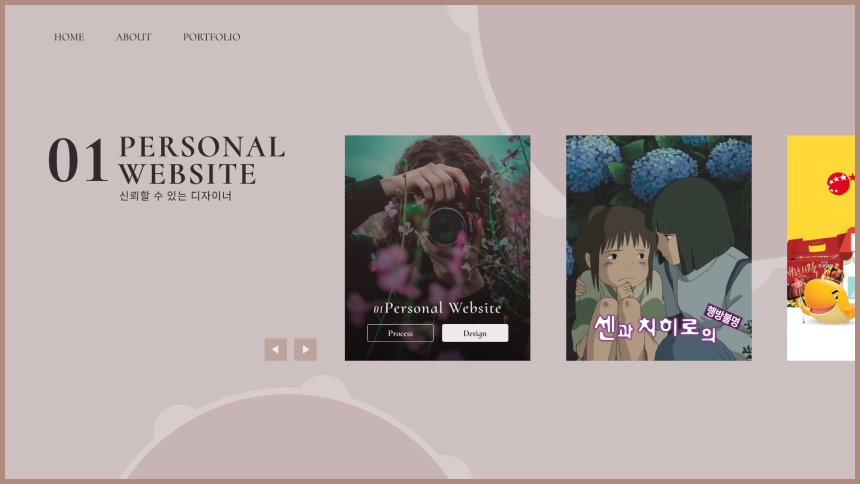 HOME ABOUT PORTFOLIO
01 PERSONAL
WEBSITE
신뢰할 수 있는 디자이너
01Personal Website
Process Design
센과 치히로의
행방불명